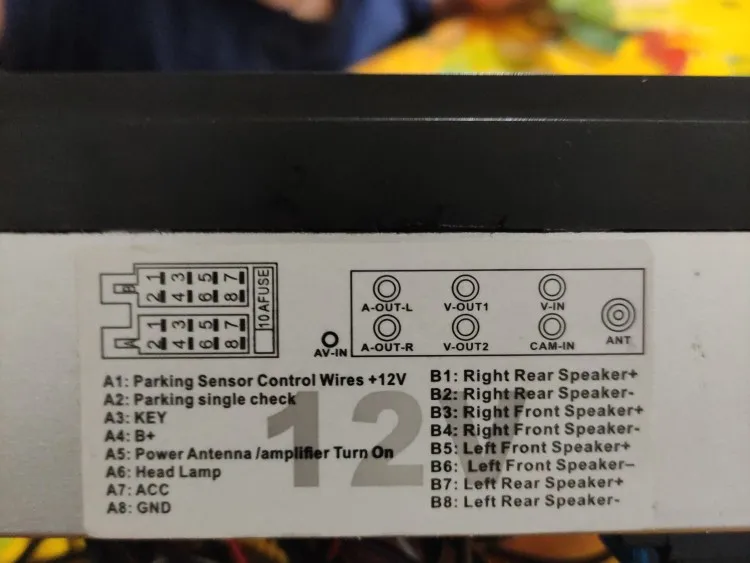 B 1 3 5 7
2 4 6 8
10AFUSE
A 1 3 5 7
2 4 6 8
A-OUT-L V-OUT1 V-IN
AV-IN A-OUT-R V-OUT2 CAM-IN ANT
A1: Parking Sensor Control Wires +12V
A2: Parking single check
A3: KEY
A4: B+
A5: Power Antenna /amplifier Turn On
A6: Head Lamp
A7: ACC
A8: GND
12V
B1: Right Rear Speaker+
B2: Right Rear Speaker-
B3: Right Front Speaker+
B4: Right Front Speaker-
B5: Left Front Speaker+
B6: Left Front Speaker–
B7: Left Rear Speaker+
B8: Left Rear Speaker-